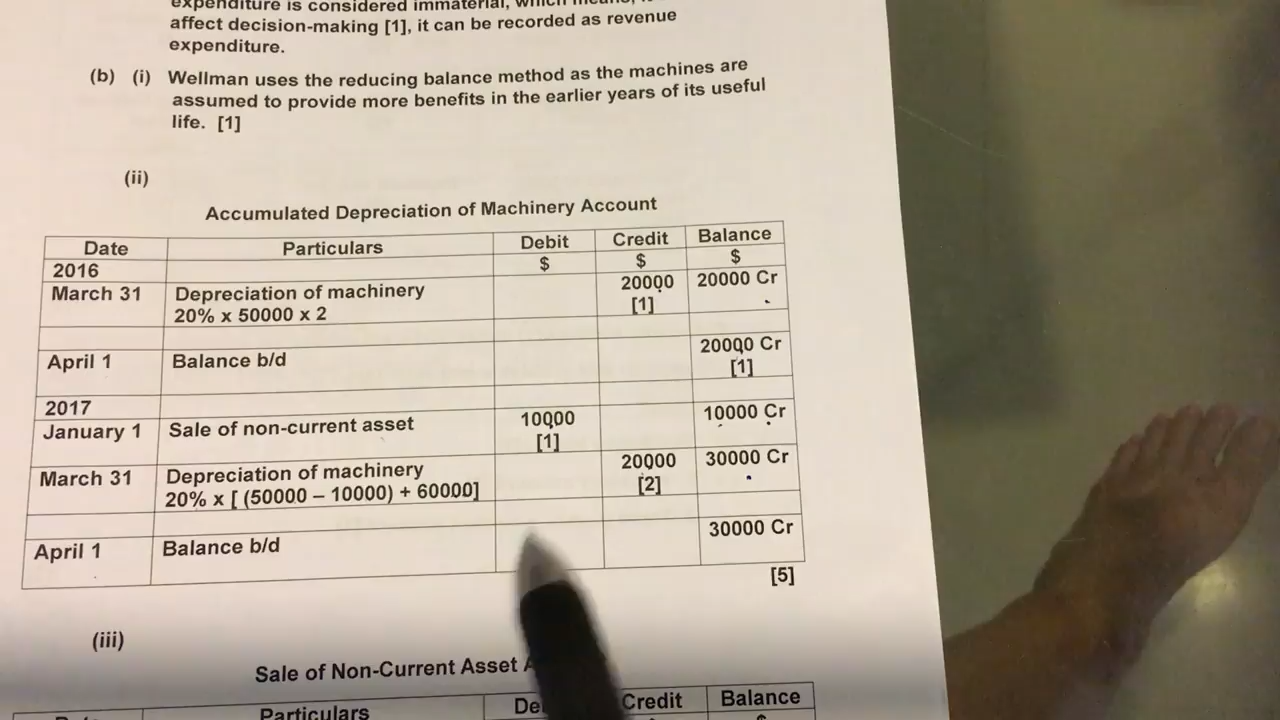 expenditure is considered immaterial, which means,
affect decision-making [1], it can be recorded as revenue
expenditure.
(b) (i) Wellman uses the reducing balance method as the machines are
assumed to provide more benefits in the earlier years of its useful
life. [1]
(ii)
Accumulated Depreciation of Machinery Account
Date Particulars Debit Credit Balance
$ $ $
2016
March 31 Depreciation of machinery 20000 20000 Cr
20% x 50000 x 2 [1]
April 1 Balance b/d 20000 Cr
[1]
2017
January 1 Sale of non-current asset 10000 10000 Cr
[1]
March 31 Depreciation of machinery 20000 30000 Cr
20% x [ (50000 – 10000) + 60000] [2]
April 1 Balance b/d 30000 Cr
[5]
(iii)
Sale of Non-Current Asset
Particulars Credit Balance